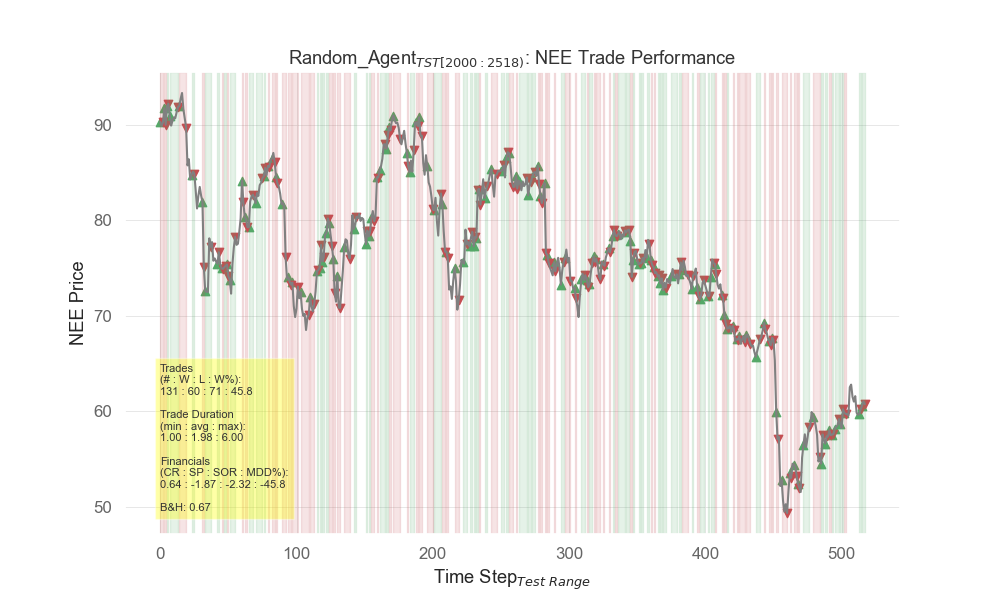 Random_Agent TST[2000:2518]: NEE Trade Performance
NEE Price
90
80
70
60
50
Trades
(# : W : L : W%):
131 : 60 : 71 : 45.8
Trade Duration
(min : avg : max):
1.00 : 1.98 : 6.00
Financials
(CR : SP : SOR : MDD%):
0.64 : -1.87 : -2.32 : -45.8
B&H: 0.67
0 100 200 300 400 500
Time Step Test Range